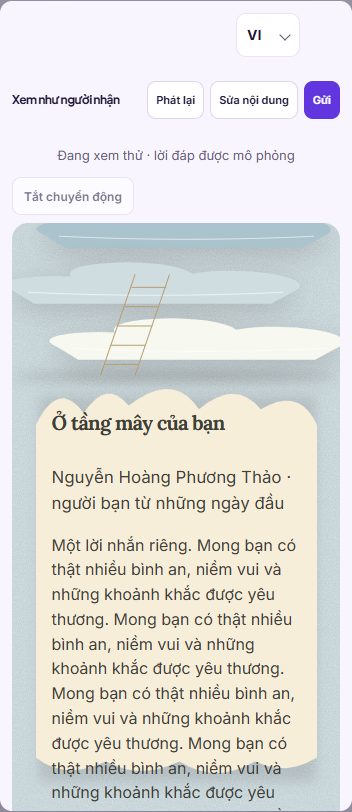 VI
Xem như người nhận
Phát lại
Sửa nội dung
Gửi
Đang xem thử · lời đáp được mô phỏng
Tắt chuyển động
Ở tầng mây của bạn
Nguyễn Hoàng Phương Thảo ·
người bạn từ những ngày đầu
Một lời nhắn riêng. Mong bạn có
thật nhiều bình an, niềm vui và
những khoảnh khắc được yêu
thương. Mong bạn có thật nhiều
bình an, niềm vui và những
khoảnh khắc được yêu thương.
Mong bạn có thật nhiều bình an,
niềm vui và những khoảnh khắc
được yêu thương. Mong bạn có
thật nhiều bình an, niềm vui và
những khoảnh khắc được yêu